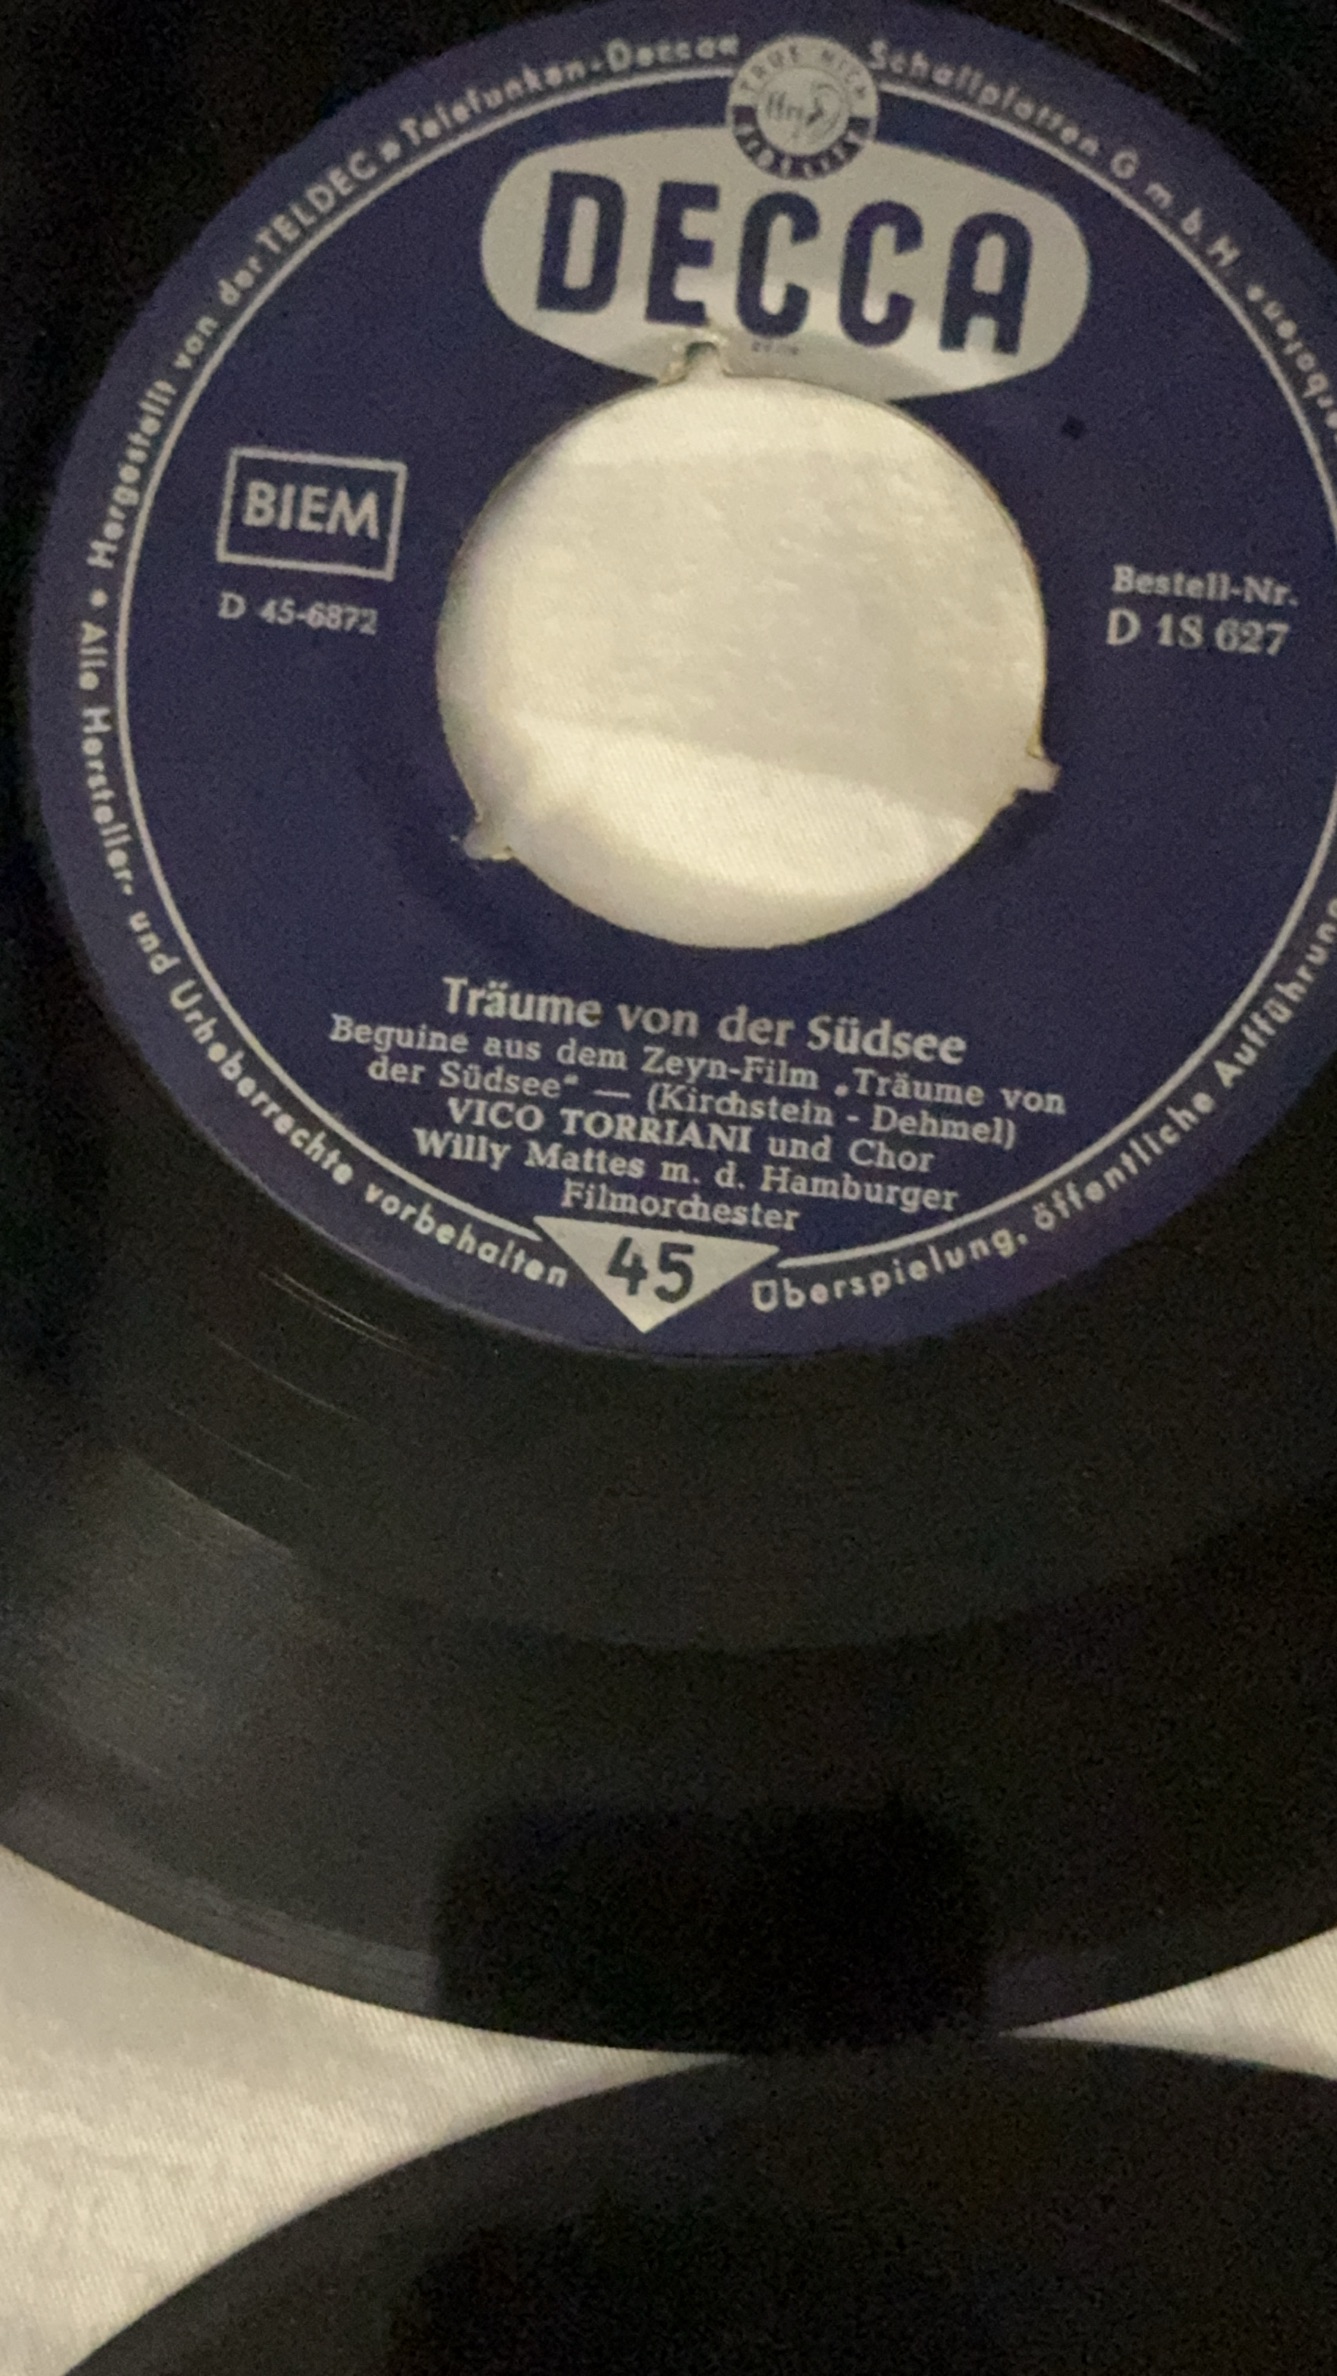 Hergestellt von der TELDEC • Telefunken-Decca • Schallplatten G.m.b.H.
DECCA
BIEM
D 45-6872
Bestell-Nr.
D 18 627
Träume von der Südsee
Beguine aus dem Zeyn-Film „Träume von
der Südsee“ — (Kirchstein - Dehmel)
VICO TORRIANI und Chor
Willy Mattes m. d. Hamburger
Filmorchester
45
• Alle Hersteller- und Urheberrechte vorbehalten
Überspielung, öffentliche Aufführung